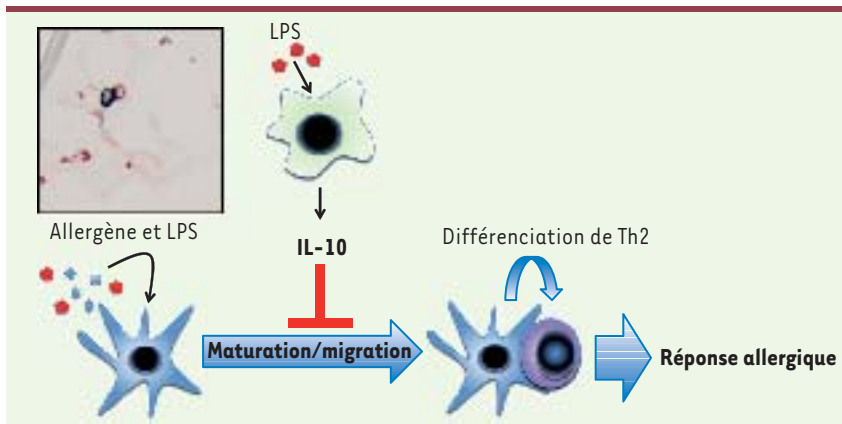 LPS
Allergène et LPS
IL-10
Différenciation de Th2
Maturation/migration
Réponse allergique